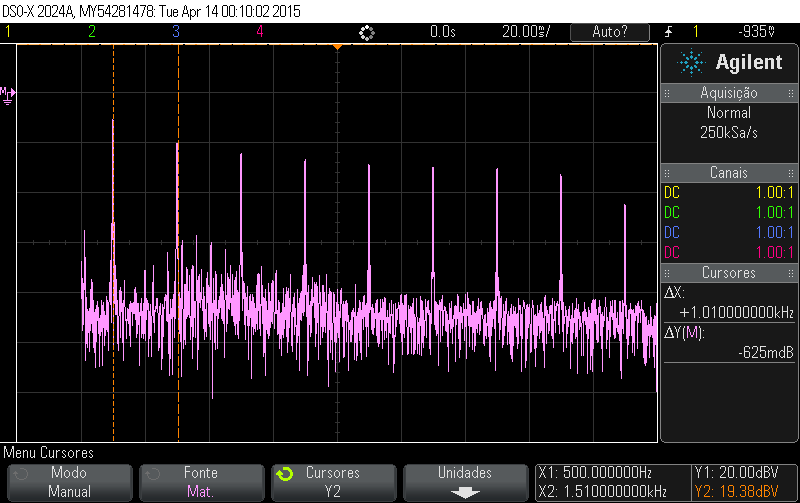 DSO-X 2024A, MY54281478: Tue Apr 14 00:10:02 2015
1 2 3 4 0.0s 20.00ms/ Auto? 1 -935mV
M
Agilent
Aquisição
Normal
250kSa/s
Canais
DC 1.00:1
DC 1.00:1
DC 1.00:1
DC 1.00:1
Cursores
ΔX:
+1.010000000kHz
ΔY(M):
-625mdB
Menu Cursores
Modo
Manual
Fonte
Mat.
Cursores
Y2
Unidades
X1: 500.000000Hz
X2: 1.510000000kHz
Y1: 20.00dBV
Y2: 19.38dBV